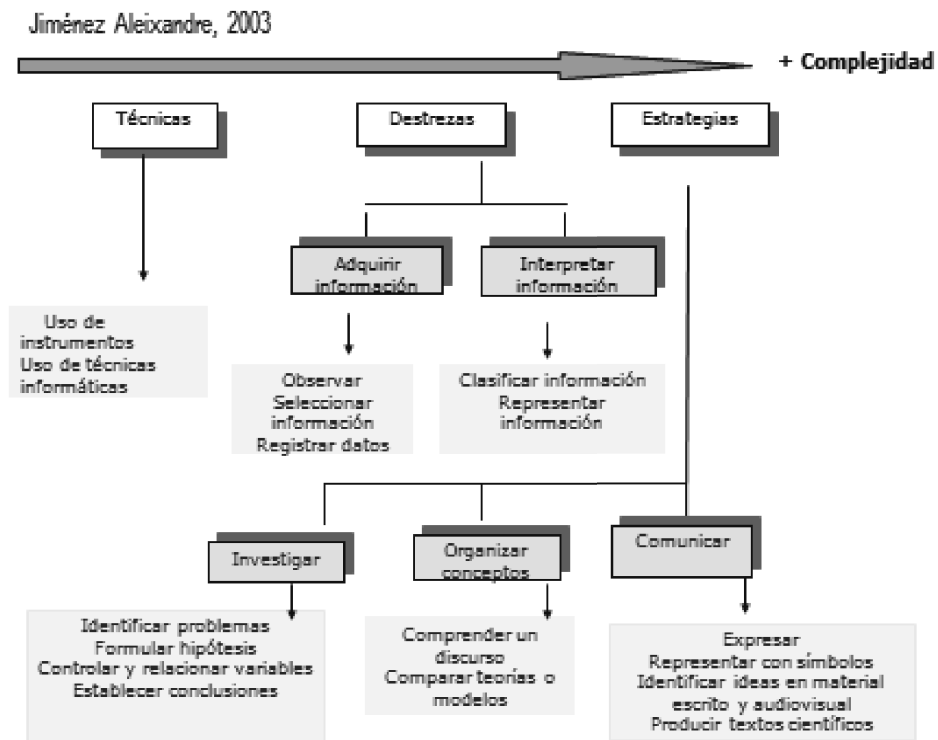 Jiménez Aleixandre, 2003
+ Complejidad
Técnicas
Destrezas
Estrategias
Adquirir
información
Interpretar
información
Uso de
instrumentos
Uso de técnicas
informáticas
Observar
Seleccionar
información
Registrar datos
Clasificar información
Representar
información
Investigar
Organizar
conceptos
Comunicar
Identificar problemas
Formular hipótesis
Controlar y relacionar variables
Establecer conclusiones
Comprender un
discurso
Comparar teorías o
modelos
Expresar
Representar con símbolos
Identificar ideas en material
escrito y audiovisual
Producir textos científicos